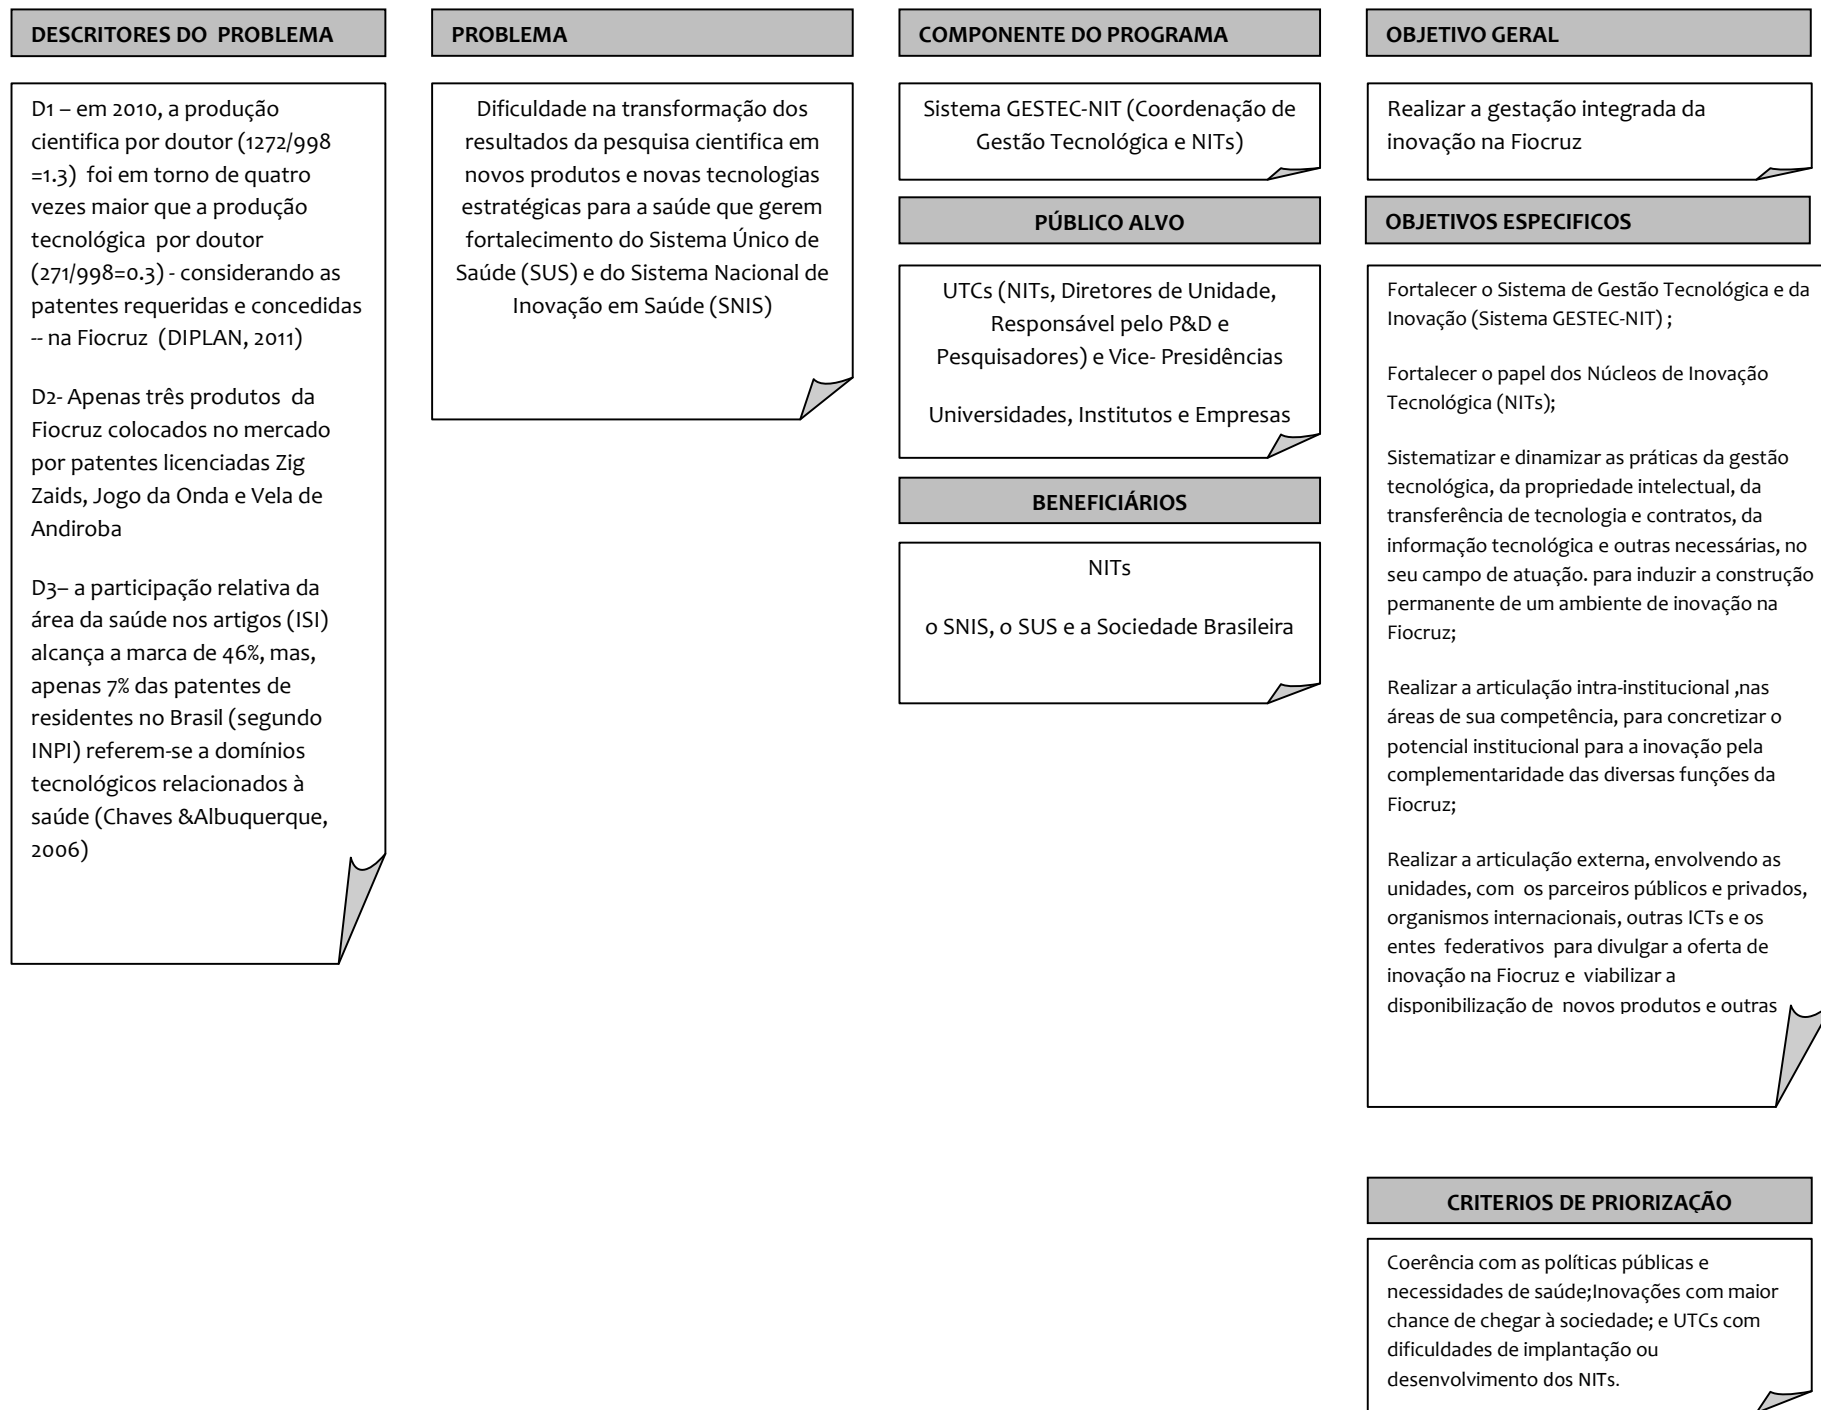 DESCRITORES DO  PROBLEMA
D1 – em 2010, a produção
cientifica por doutor (1272/998
=1.3)  foi em torno de quatro
vezes maior que a produção
tecnológica  por doutor
(271/998=0.3) - considerando as
patentes requeridas e concedidas
-- na Fiocruz  (DIPLAN, 2011)
D2- Apenas três produtos  da
Fiocruz colocados no mercado
por patentes licenciadas Zig
Zaids, Jogo da Onda e Vela de
Andiroba
D3– a participação relativa da
área da saúde nos artigos (ISI)
alcança a marca de 46%, mas,
apenas 7% das patentes de
residentes no Brasil (segundo
INPI) referem-se a domínios
tecnológicos relacionados à
saúde (Chaves &Albuquerque,
2006)
PROBLEMA
Dificuldade na transformação dos
resultados da pesquisa cientifica em
novos produtos e novas tecnologias
estratégicas para a saúde que gerem
fortalecimento do Sistema Único de
Saúde (SUS) e do Sistema Nacional de
Inovação em Saúde (SNIS)
COMPONENTE DO PROGRAMA
Sistema GESTEC-NIT (Coordenação de
Gestão Tecnológica e NITs)
PÚBLICO ALVO
UTCs (NITs, Diretores de Unidade,
Responsável pelo P&D e
Pesquisadores) e Vice- Presidências
Universidades, Institutos e Empresas
BENEFICIÁRIOS
NITs
o SNIS, o SUS e a Sociedade Brasileira
OBJETIVO GERAL
Realizar a gestação integrada da
inovação na Fiocruz
OBJETIVOS ESPECIFICOS
Fortalecer o Sistema de Gestão Tecnológica e da
Inovação (Sistema GESTEC-NIT) ;
Fortalecer o papel dos Núcleos de Inovação
Tecnológica (NITs);
Sistematizar e dinamizar as práticas da gestão
tecnológica, da propriedade intelectual, da
transferência de tecnologia e contratos, da
informação tecnológica e outras necessárias, no
seu campo de atuação. para induzir a construção
permanente de um ambiente de inovação na
Fiocruz;
Realizar a articulação intra-institucional ,nas
áreas de sua competência, para concretizar o
potencial institucional para a inovação pela
complementaridade das diversas funções da
Fiocruz;
Realizar a articulação externa, envolvendo as
unidades, com  os parceiros públicos e privados,
organismos internacionais, outras ICTs e os
entes  federativos  para divulgar a oferta de
inovação na Fiocruz e  viabilizar a
disponibilização de  novos produtos e outras
CRITERIOS DE PRIORIZAÇÃO
Coerência com as políticas públicas e
necessidades de saúde;Inovações com maior
chance de chegar à sociedade; e UTCs com
dificuldades de implantação ou
desenvolvimento dos NITs.